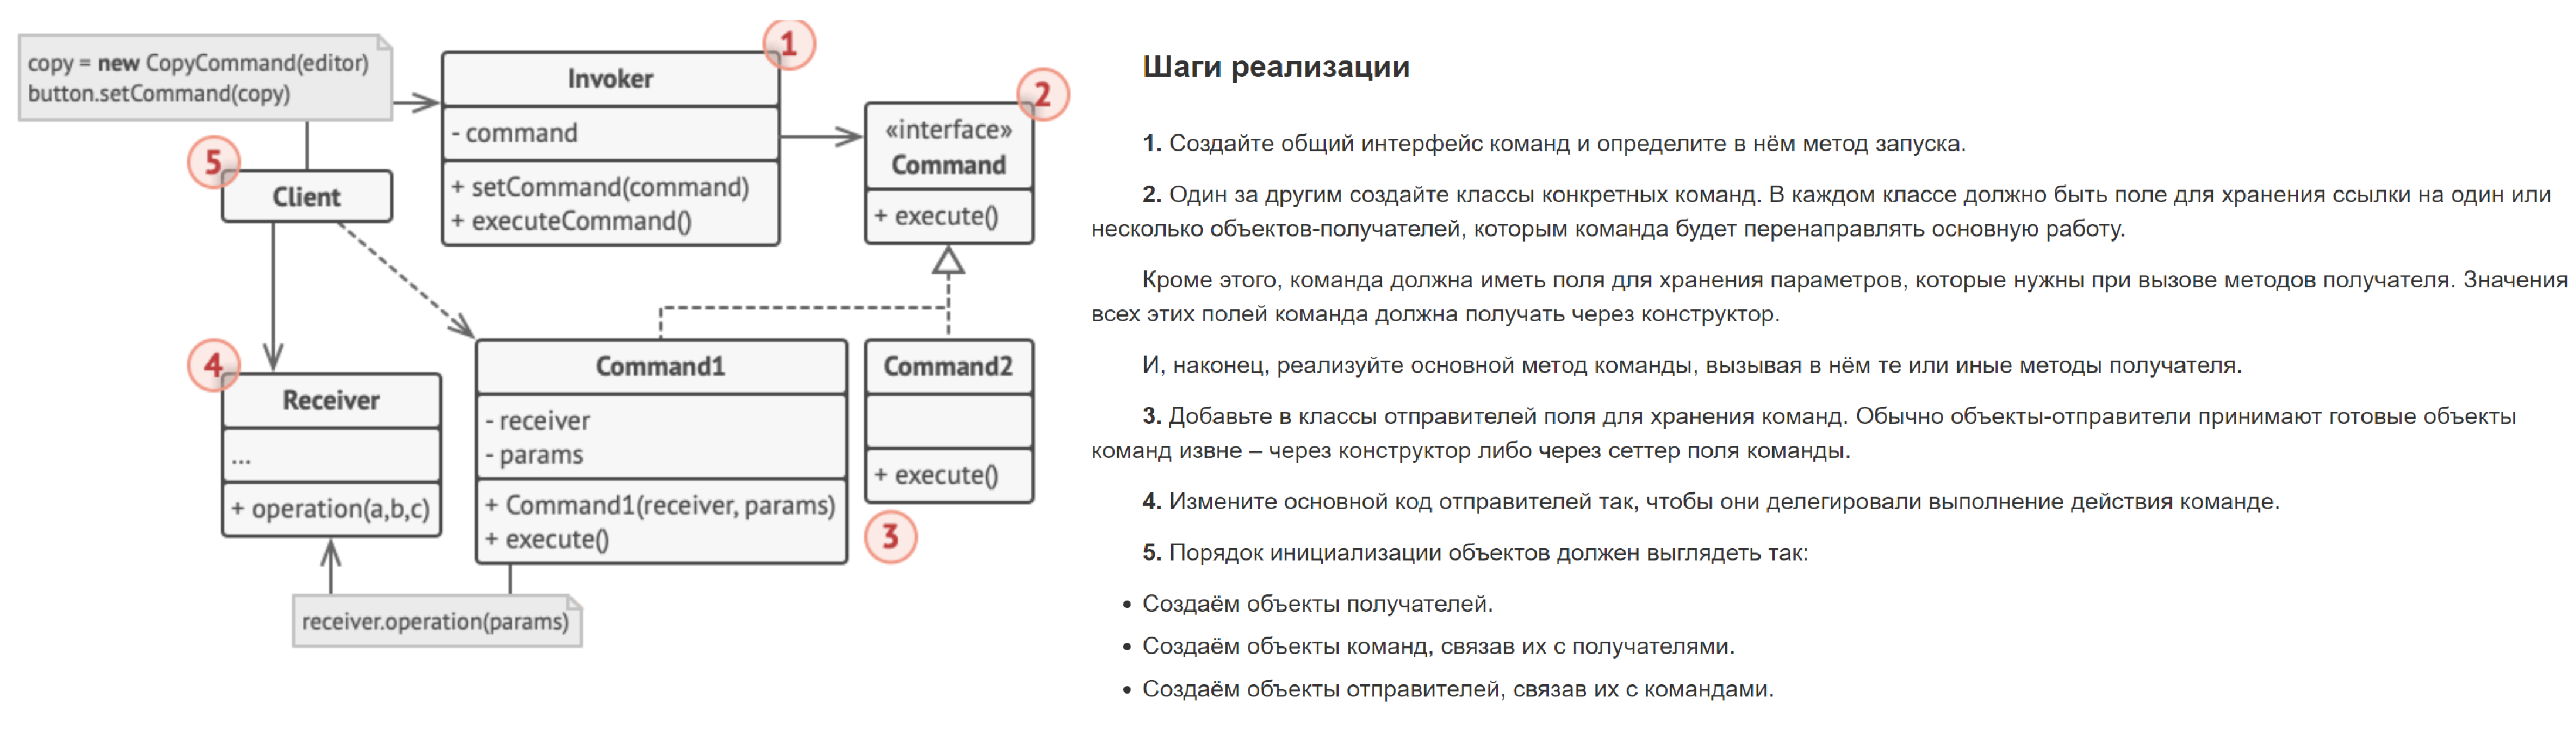 copy = new CopyCommand(editor)
button.setCommand(copy)
1
Invoker
- command
+ setCommand(command)
+ executeCommand()
2
«interface»
Command
+ execute()
5
Client
4
Receiver
...
+ operation(a,b,c)
Command1
- receiver
- params
+ Command1(receiver, params)
+ execute()
Command2
+ execute()
3
receiver.operation(params)
Шаги реализации
1. Создайте общий интерфейс команд и определите в нём метод запуска.
2. Один за другим создайте классы конкретных команд. В каждом классе должно быть поле для хранения ссылки на один или
несколько объектов-получателей, которым команда будет перенаправлять основную работу.
Кроме этого, команда должна иметь поля для хранения параметров, которые нужны при вызове методов получателя. Значения
всех этих полей команда должна получать через конструктор.
И, наконец, реализуйте основной метод команды, вызывая в нём те или иные методы получателя.
3. Добавьте в классы отправителей поля для хранения команд. Обычно объекты-отправители принимают готовые объекты
команд извне – через конструктор либо через сеттер поля команды.
4. Измените основной код отправителей так, чтобы они делегировали выполнение действия команде.
5. Порядок инициализации объектов должен выглядеть так:
• Создаём объекты получателей.
• Создаём объекты команд, связав их с получателями.
• Создаём объекты отправителей, связав их с командами.